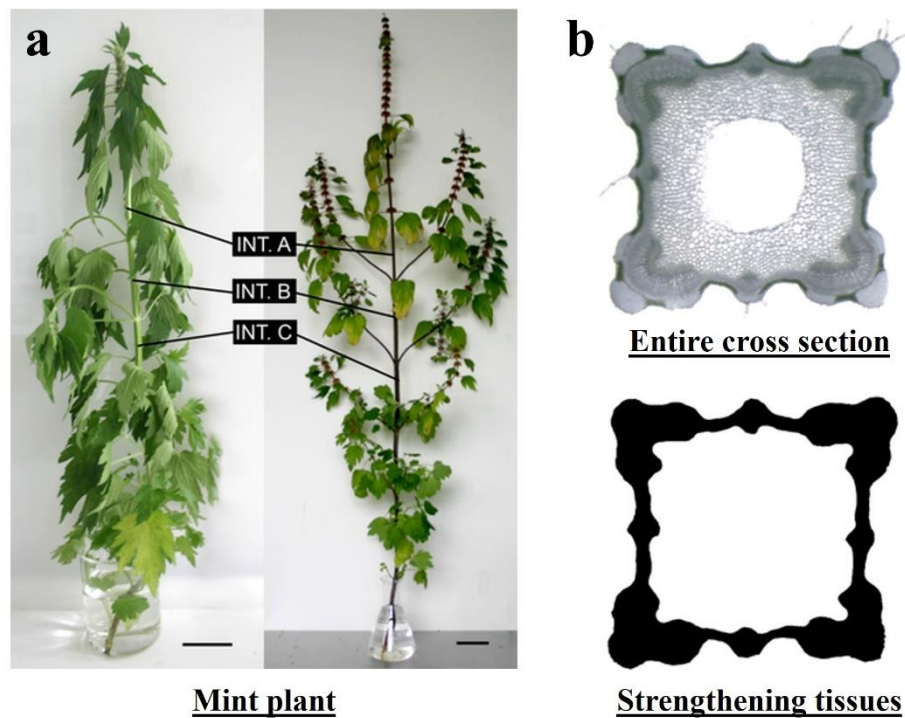 a
b
INT. A
INT. B
INT. C
Entire cross section
Mint plant
Strengthening tissues